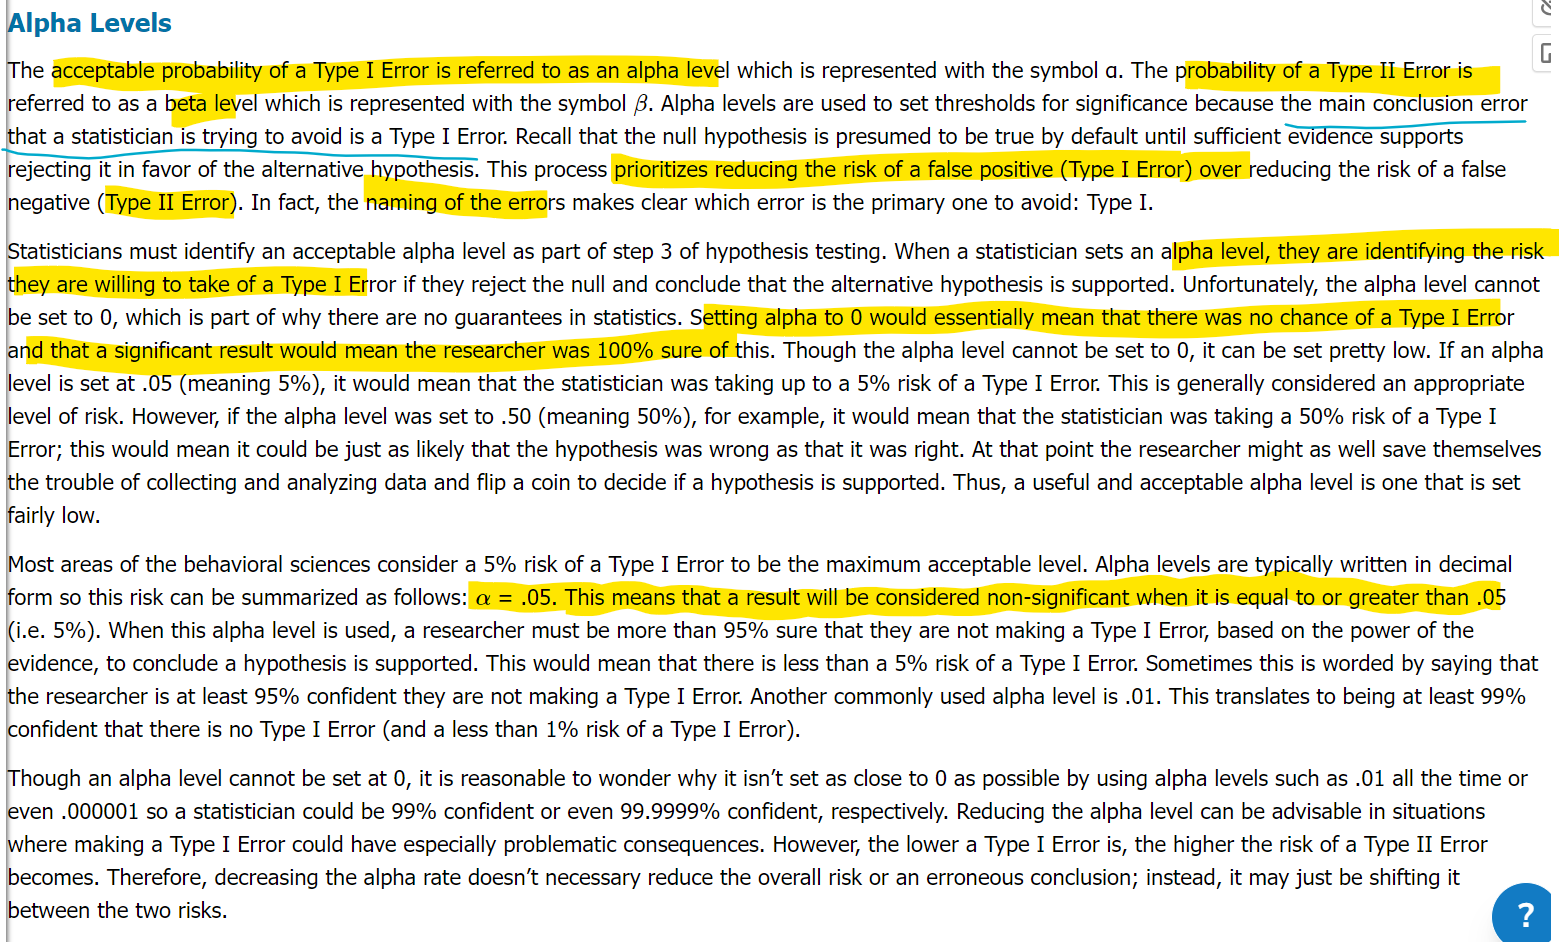 Alpha Levels
The acceptable probability of a Type I Error is referred to as an alpha level which is represented with the symbol α. The probability of a Type II Error is
referred to as a beta level which is represented with the symbol β. Alpha levels are used to set thresholds for significance because the main conclusion error
that a statistician is trying to avoid is a Type I Error. Recall that the null hypothesis is presumed to be true by default until sufficient evidence supports
rejecting it in favor of the alternative hypothesis. This process prioritizes reducing the risk of a false positive (Type I Error) over reducing the risk of a false
negative (Type II Error). In fact, the naming of the errors makes clear which error is the primary one to avoid: Type I.
Statisticians must identify an acceptable alpha level as part of step 3 of hypothesis testing. When a statistician sets an alpha level, they are identifying the risk
they are willing to take of a Type I Error if they reject the null and conclude that the alternative hypothesis is supported. Unfortunately, the alpha level cannot
be set to 0, which is part of why there are no guarantees in statistics. Setting alpha to 0 would essentially mean that there was no chance of a Type I Error
and that a significant result would mean the researcher was 100% sure of this. Though the alpha level cannot be set to 0, it can be set pretty low. If an alpha
level is set at .05 (meaning 5%), it would mean that the statistician was taking up to a 5% risk of a Type I Error. This is generally considered an appropriate
level of risk. However, if the alpha level was set to .50 (meaning 50%), for example, it would mean that the statistician was taking a 50% risk of a Type I
Error; this would mean it could be just as likely that the hypothesis was wrong as that it was right. At that point the researcher might as well save themselves
the trouble of collecting and analyzing data and flip a coin to decide if a hypothesis is supported. Thus, a useful and acceptable alpha level is one that is set
fairly low.
Most areas of the behavioral sciences consider a 5% risk of a Type I Error to be the maximum acceptable level. Alpha levels are typically written in decimal
form so this risk can be summarized as follows: α = .05. This means that a result will be considered non-significant when it is equal to or greater than .05
(i.e. 5%). When this alpha level is used, a researcher must be more than 95% sure that they are not making a Type I Error, based on the power of the
evidence, to conclude a hypothesis is supported. This would mean that there is less than a 5% risk of a Type I Error. Sometimes this is worded by saying that
the researcher is at least 95% confident they are not making a Type I Error. Another commonly used alpha level is .01. This translates to being at least 99%
confident that there is no Type I Error (and a less than 1% risk of a Type I Error).
Though an alpha level cannot be set at 0, it is reasonable to wonder why it isn't set as close to 0 as possible by using alpha levels such as .01 all the time or
even .000001 so a statistician could be 99% confident or even 99.9999% confident, respectively. Reducing the alpha level can be advisable in situations
where making a Type I Error could have especially problematic consequences. However, the lower a Type I Error is, the higher the risk of a Type II Error
becomes. Therefore, decreasing the alpha rate doesn't necessary reduce the overall risk or an erroneous conclusion; instead, it may just be shifting it
between the two risks.
?